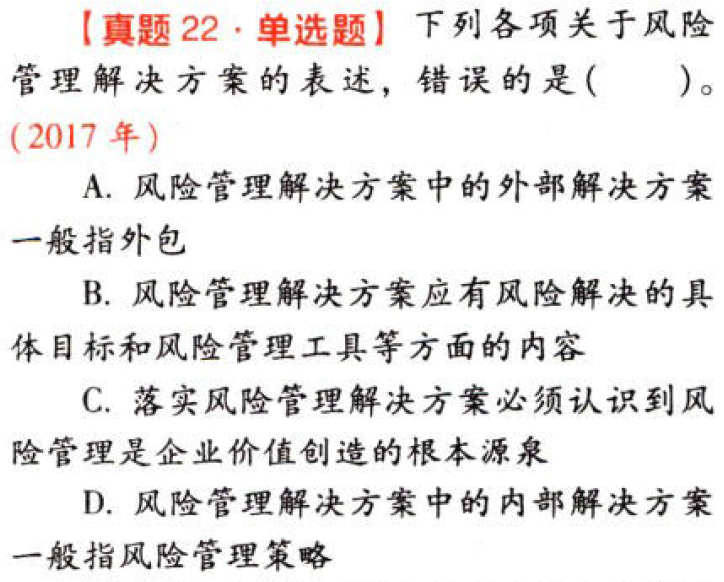 【真题 22·单选题】 下列各项关于风险
管理解决方案的表述，错误的是(  )。
(2017 年)
A. 风险管理解决方案中的外部解决方案
一般指外包
B. 风险管理解决方案应有风险解决的具
体目标和风险管理工具等方面的内容
C. 落实风险管理解决方案必须认识到风
险管理是企业价值创造的根本源泉
D. 风险管理解决方案中的内部解决方案
一般指风险管理策略